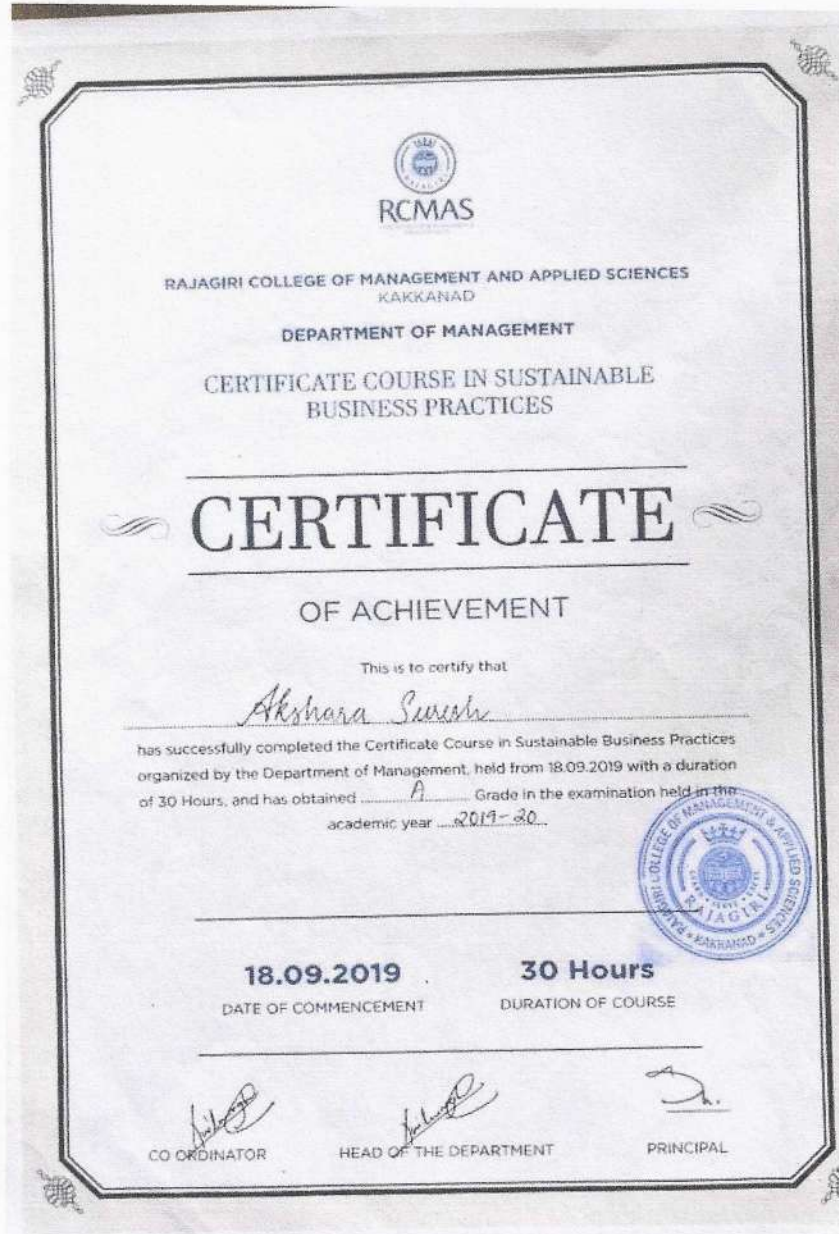 RAJAGIRI
RCMAS
RAJAGIRI COLLEGE OF MANAGEMENT AND APPLIED SCIENCES
KAKKANAD
DEPARTMENT OF MANAGEMENT
CERTIFICATE COURSE IN SUSTAINABLE
BUSINESS PRACTICES
CERTIFICATE
OF ACHIEVEMENT
This is to certify that
Akshara Suresh
has successfully completed the Certificate Course in Sustainable Business Practices
organized by the Department of Management, held from 18.09.2019 with a duration
of 30 Hours, and has obtained A Grade in the examination held in the
academic year 2019-20
RAJAGIRI COLLEGE OF MANAGEMENT & APPLIED SCIENCES
LEARN SERVE EXCEL
RAJAGIRI
KAKKANAD
18.09.2019
30 Hours
DATE OF COMMENCEMENT
DURATION OF COURSE
CO ORDINATOR
HEAD OF THE DEPARTMENT
PRINCIPAL